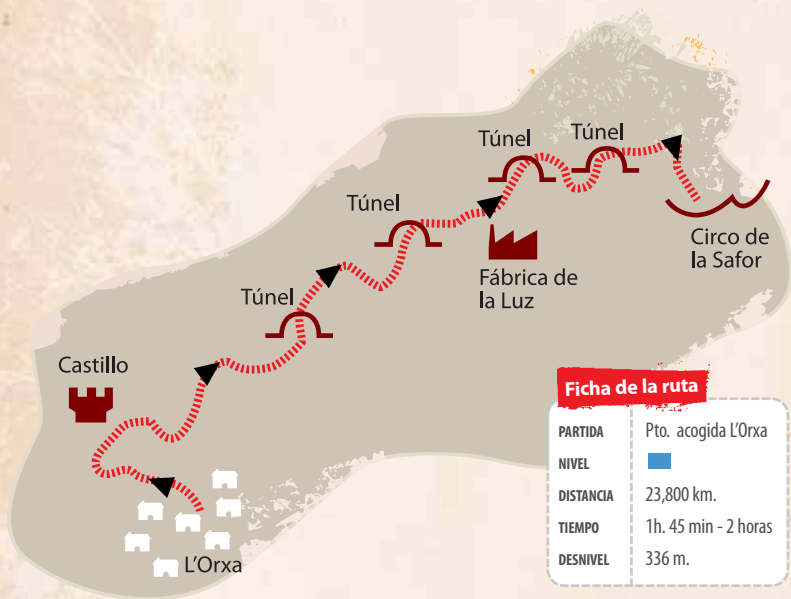 Túnel
Túnel
Túnel
Túnel
Castillo
Fábrica de
la Luz
Circo de
la Safor
L'Orxa
Ficha de la ruta
PARTIDA Pto. acogida L'Orxa
NIVEL
DISTANCIA 23,800 km.
TIEMPO 1h. 45 min - 2 horas
DESNIVEL 336 m.